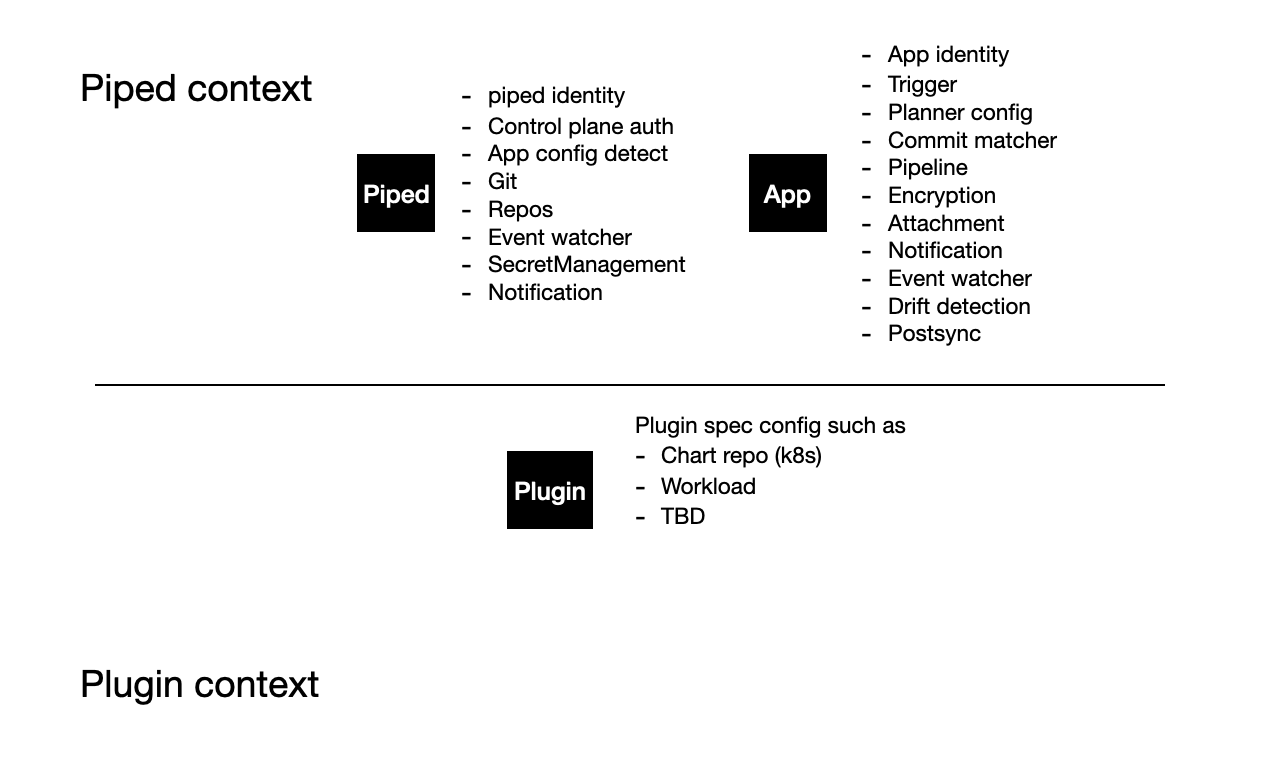 Piped context
Piped
- piped identity
- Control plane auth
- App config detect
- Git
- Repos
- Event watcher
- SecretManagement
- Notification
App
- App identity
- Trigger
- Planner config
- Commit matcher
- Pipeline
- Encryption
- Attachment
- Notification
- Event watcher
- Drift detection
- Postsync
Plugin
Plugin spec config such as
- Chart repo (k8s)
- Workload
- TBD
Plugin context